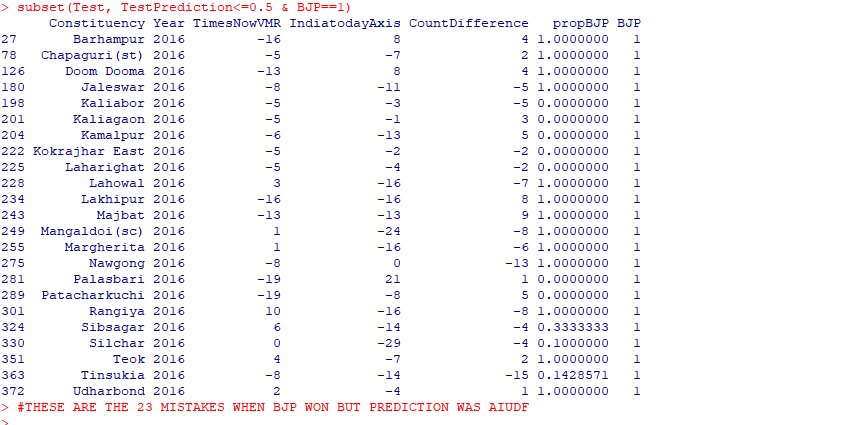 > subset(Test, TestPrediction<=0.5 & BJP==1)
Constituency Year TimesNowVMR IndiatodayAxis CountDifference propBJP BJP
27 Barhampur 2016 -16 8 4 1.0000000 1
78 Chapaguri(st) 2016 -5 -7 2 1.0000000 1
126 Doom Dooma 2016 -13 8 4 1.0000000 1
180 Jaleswar 2016 -8 -11 -5 1.0000000 1
198 Kaliabor 2016 -5 -3 -5 0.0000000 1
201 Kaliagaon 2016 -5 -1 3 0.0000000 1
204 Kamalpur 2016 -6 -13 5 0.0000000 1
222 Kokrajhar East 2016 -5 -2 -2 0.0000000 1
225 Laharighat 2016 -5 -4 -2 0.0000000 1
228 Lahowal 2016 3 -16 -7 1.0000000 1
234 Lakhipur 2016 -16 -16 8 1.0000000 1
243 Majbat 2016 -13 -13 9 1.0000000 1
249 Mangaldoi(sc) 2016 1 -24 -8 1.0000000 1
255 Margherita 2016 1 -16 -6 1.0000000 1
275 Nawgong 2016 -8 0 -13 1.0000000 1
281 Palasbari 2016 -19 21 1 0.0000000 1
289 Patacharkuchi 2016 -19 -8 5 0.0000000 1
301 Rangiya 2016 10 -16 -8 1.0000000 1
324 Sibsagar 2016 6 -14 -4 0.3333333 1
330 Silchar 2016 0 -29 -4 0.1000000 1
351 Teok 2016 4 -7 2 1.0000000 1
363 Tinsukia 2016 -8 -14 -15 0.1428571 1
372 Udharbond 2016 2 -4 1 1.0000000 1
> #THESE ARE THE 23 MISTAKES WHEN BJP WON BUT PREDICTION WAS AIUDF
>